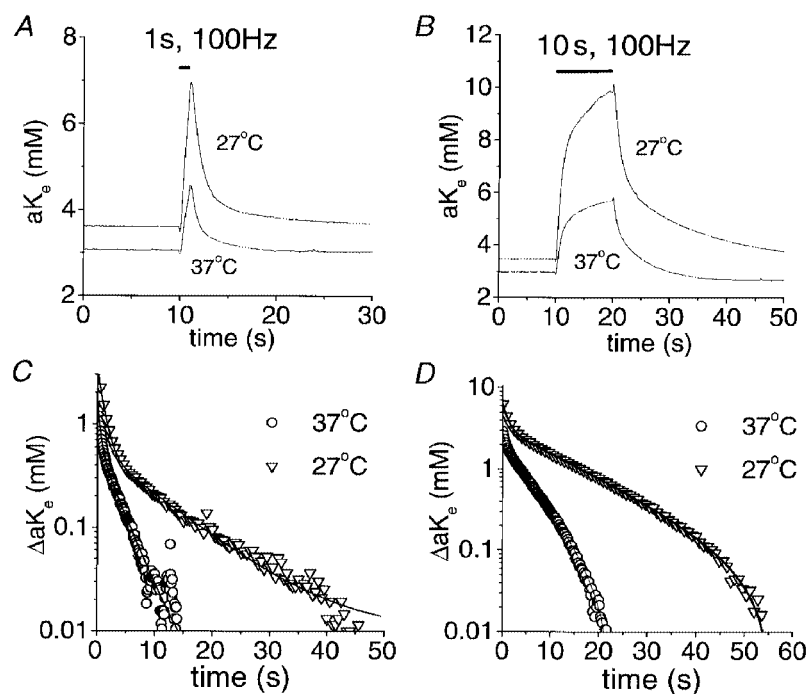 A
1s, 100Hz
8
6
4
2
aKₑ (mM)
27°C
37°C
0 10 20 30
time (s)
B
10s, 100Hz
12
10
8
6
4
2
aKₑ (mM)
27°C
37°C
0 10 20 30 40 50
time (s)
C
1
0.1
0.01
ΔaKₑ (mM)
37°C
27°C
0 10 20 30 40 50
time (s)
D
10
1
0.1
0.01
ΔaKₑ (mM)
37°C
27°C
0 10 20 30 40 50 60
time (s)